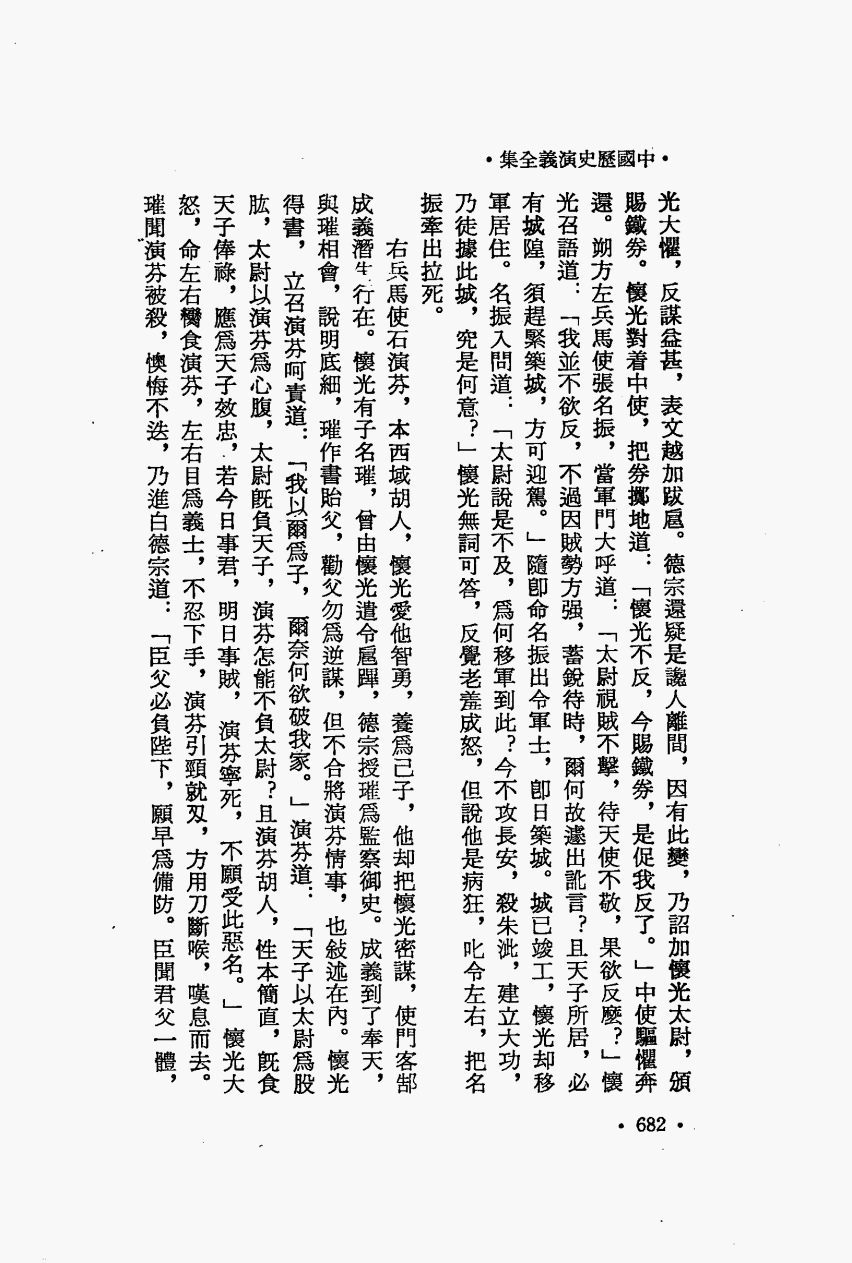 •中國歷史演義全集•
光大懼，反謀益甚，表文越加跋扈。德宗還疑是讒人離間，因有此變，乃詔加懷光太尉，頒
賜鐵券。懷光對着中使，把券擲地道：「懷光不反，今賜鐵券，是促我反了。」中使驅懼奔
還。朔方左兵馬使張名振，當軍門大呼道：「太尉視賊不擊，待天使不敬，果欲反麼？」懷
光召語道：「我並不欲反，不過因賊勢方强，蓄銳待時，爾何故遽出訛言？且天子所居，必
有城隍，須趕緊築城，方可迎駕。」隨卽命名振出令軍士，卽日築城。城已竣工，懷光却移
軍居住。名振入問道：「太尉說是不及，爲何移軍到此？今不攻長安，殺朱泚，建立大功，
乃徒據此城，究是何意？」懷光無詞可答，反覺老羞成怒，但說他是病狂，叱令左右，把名
振牽出拉死。
右兵馬使石演芬，本西域胡人，懷光愛他智勇，養爲己子，他却把懷光密謀，使門客郜
成義潛生行在。懷光有子名璀，曾由懷光遣令扈蹕，德宗授璀爲監察御史。成義到了奉天，
與璀相會，說明底細，璀作書貽父，勸父勿爲逆謀，但不合將演芬情事，也敍述在內。懷光
得書，立召演芬呵責道：「我以爾爲子，爾奈何欲破我家。」演芬道：「天子以太尉爲股
肱，太尉以演芬爲心腹，太尉旣負天子，演芬怎能不負太尉？且演芬胡人，性本簡直，旣食
天子俸祿，應爲天子效忠，若今日事君，明日事賊，演芬寧死，不願受此惡名。」懷光大
怒，命左右臠食演芬，左右目爲義士，不忍下手，演芬引頸就刄，方用刀斷喉，嘆息而去。
璀聞演芬被殺，懊悔不迭，乃進白德宗道：「臣父必負陛下，願早爲備防。臣聞君父一體，
•682•